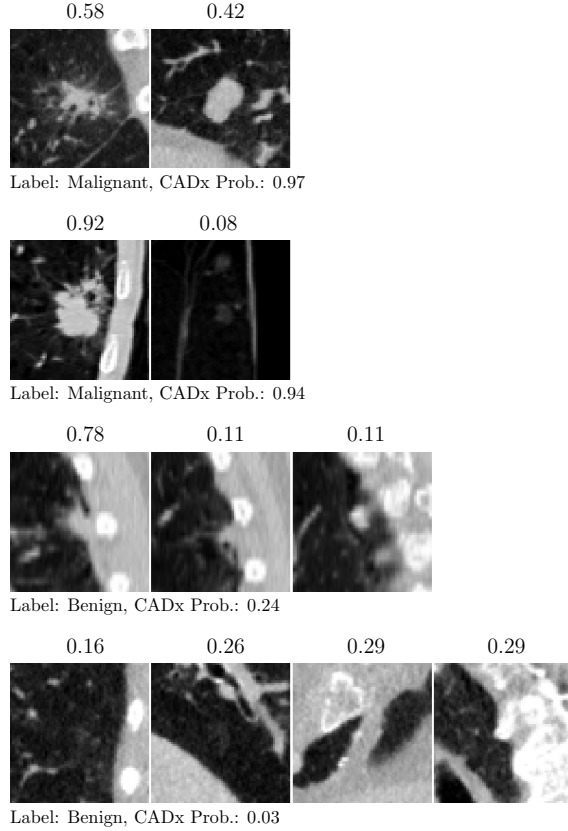 0.58 0.42
Label: Malignant, CADx Prob.: 0.97
0.92 0.08
Label: Malignant, CADx Prob.: 0.94
0.78 0.11 0.11
Label: Benign, CADx Prob.: 0.24
0.16 0.26 0.29 0.29
Label: Benign, CADx Prob.: 0.03